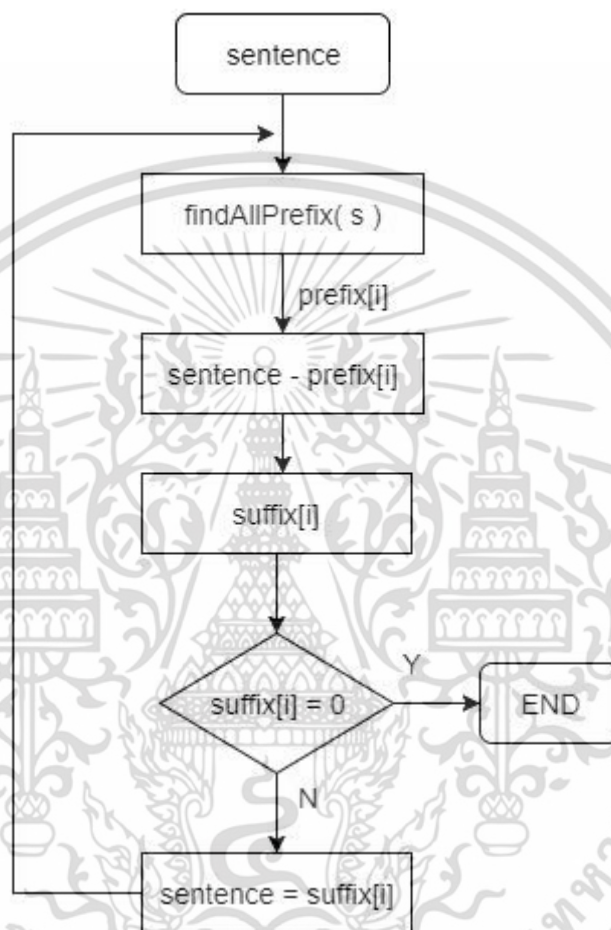 sentence
findAllPrefix( s )
prefix[i]
sentence - prefix[i]
suffix[i]
suffix[i] = 0
Y
END
N
sentence = suffix[i]